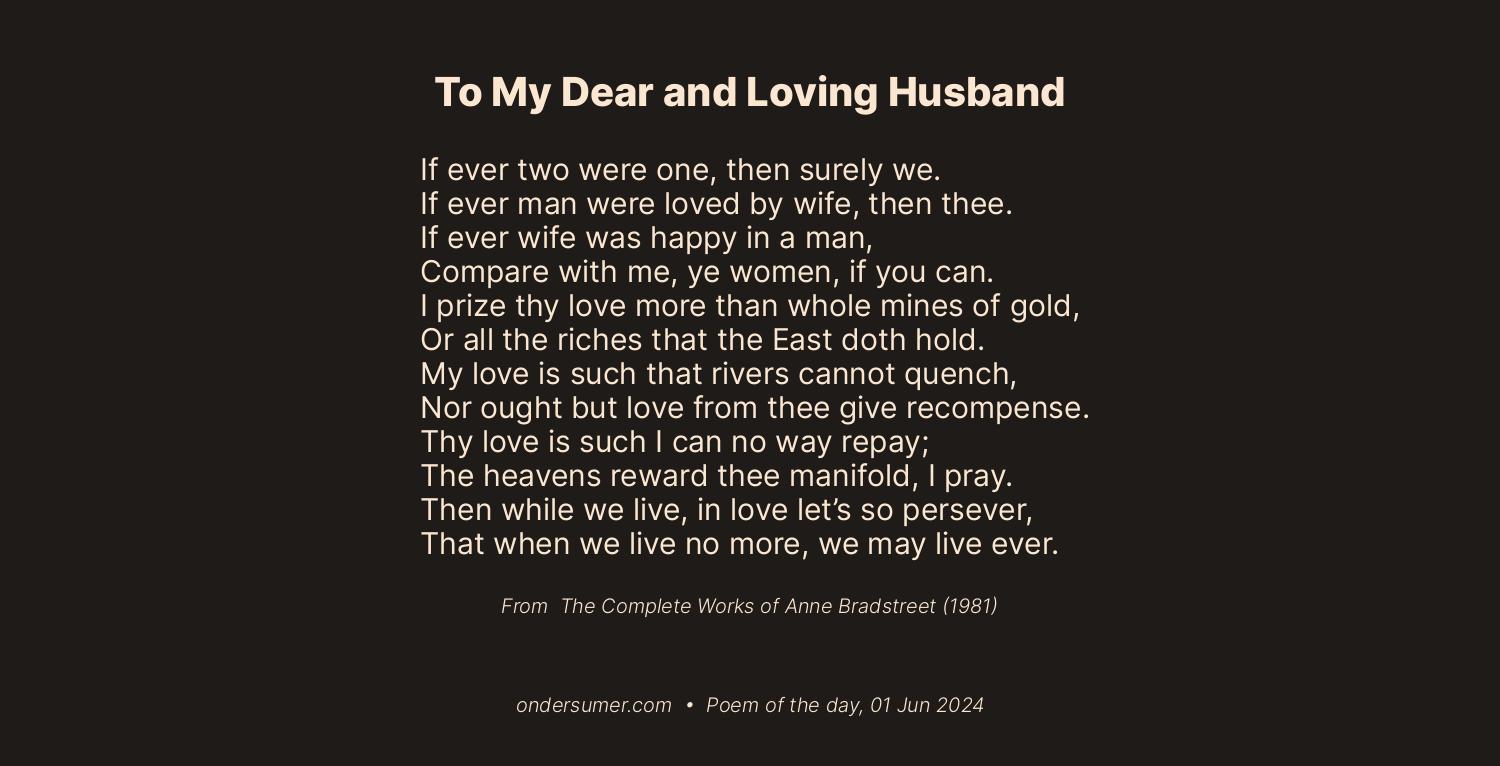 To My Dear and Loving Husband
If ever two were one, then surely we.
If ever man were loved by wife, then thee.
If ever wife was happy in a man,
Compare with me, ye women, if you can.
I prize thy love more than whole mines of gold,
Or all the riches that the East doth hold.
My love is such that rivers cannot quench,
Nor ought but love from thee give recompense.
Thy love is such I can no way repay;
The heavens reward thee manifold, I pray.
Then while we live, in love let’s so persever,
That when we live no more, we may live ever.
From The Complete Works of Anne Bradstreet (1981)
ondersumer.com • Poem of the day, 01 Jun 2024